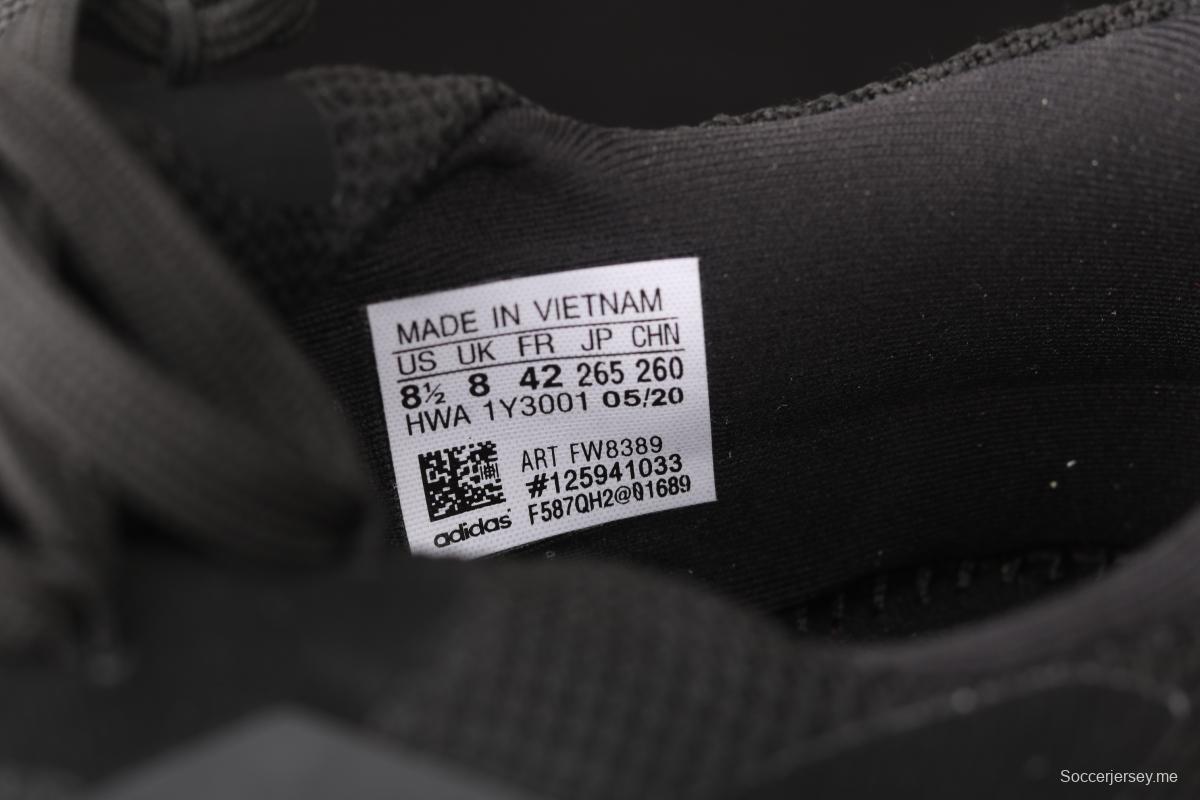 MADE IN VIETNAM
US UK FR JP CHN
8½ 8 42 265 260
HWA 1Y3001 05/20
ART FW8389
#125941033
F587QH2@01689
adidas
Soccerjersey.me